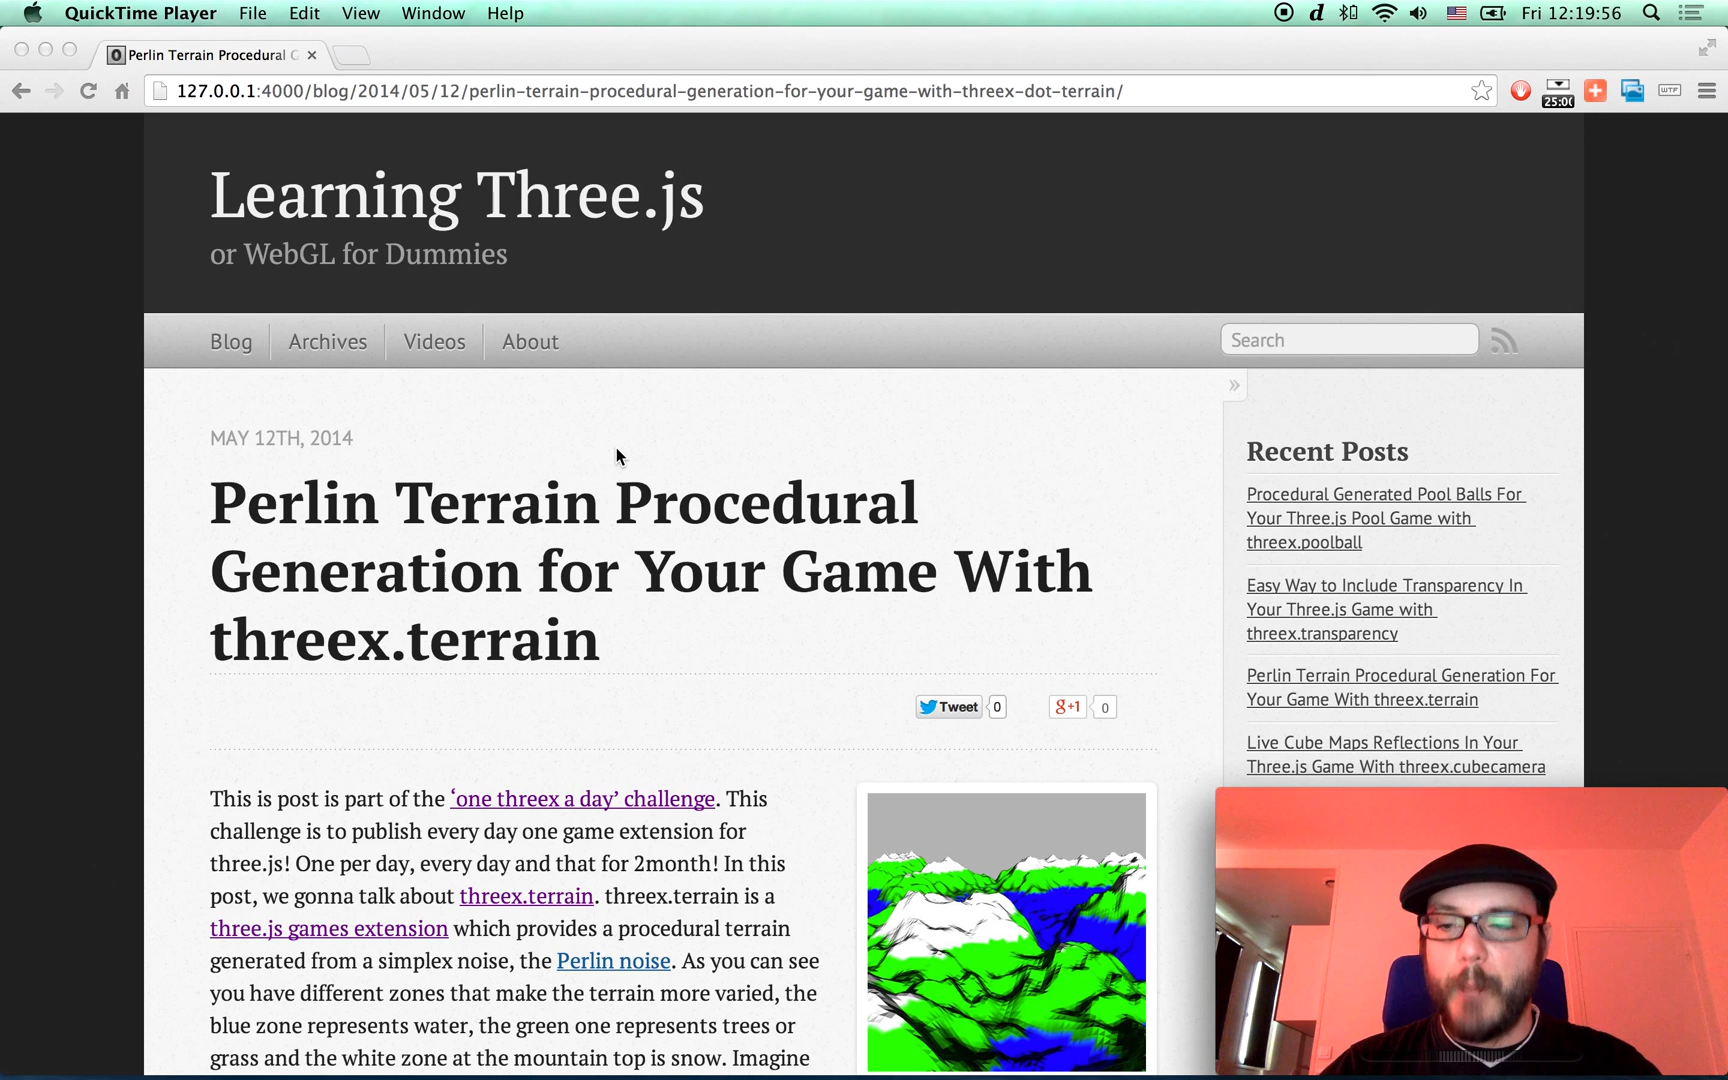 QuickTime Player File Edit View Window Help Fri 12:19:56
Perlin Terrain Procedural
127.0.0.1:4000/blog/2014/05/12/perlin-terrain-procedural-generation-for-your-game-with-threex-dot-terrain/
25:00
WTF
Learning Three.js
or WebGL for Dummies
Blog Archives Videos About Search
MAY 12TH, 2014
Perlin Terrain Procedural
Generation for Your Game With
threex.terrain
Tweet 0 g+1 0
This is post is part of the ‘one threex a day’ challenge. This
challenge is to publish every day one game extension for
three.js! One per day, every day and that for 2month! In this
post, we gonna talk about threex.terrain. threex.terrain is a
three.js games extension which provides a procedural terrain
generated from a simplex noise, the Perlin noise. As you can see
you have different zones that make the terrain more varied, the
blue zone represents water, the green one represents trees or
grass and the white zone at the mountain top is snow. Imagine
»
Recent Posts
Procedural Generated Pool Balls For
Your Three.js Pool Game with
threex.poolball
Easy Way to Include Transparency In
Your Three.js Game with
threex.transparency
Perlin Terrain Procedural Generation For
Your Game With threex.terrain
Live Cube Maps Reflections In Your
Three.js Game With threex.cubecamera